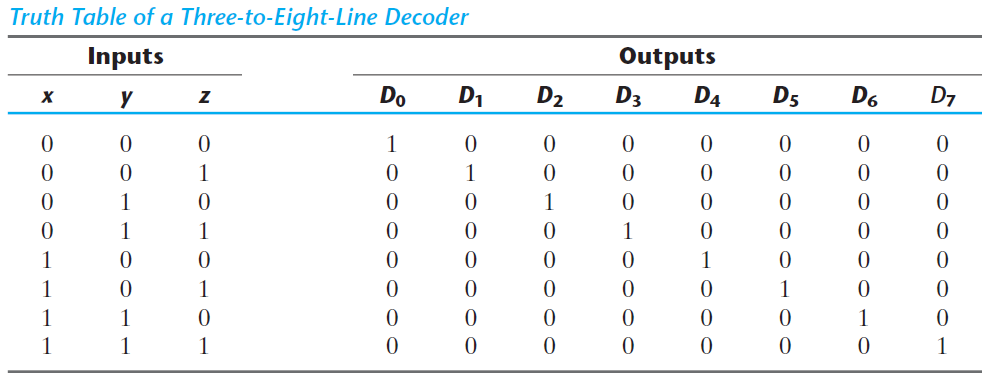 Truth Table of a Three-to-Eight-Line Decoder
Inputs Outputs
x y z D₀ D₁ D₂ D₃ D₄ D₅ D₆ D₇
0 0 0 1 0 0 0 0 0 0 0
0 0 1 0 1 0 0 0 0 0 0
0 1 0 0 0 1 0 0 0 0 0
0 1 1 0 0 0 1 0 0 0 0
1 0 0 0 0 0 0 1 0 0 0
1 0 1 0 0 0 0 0 1 0 0
1 1 0 0 0 0 0 0 0 1 0
1 1 1 0 0 0 0 0 0 0 1